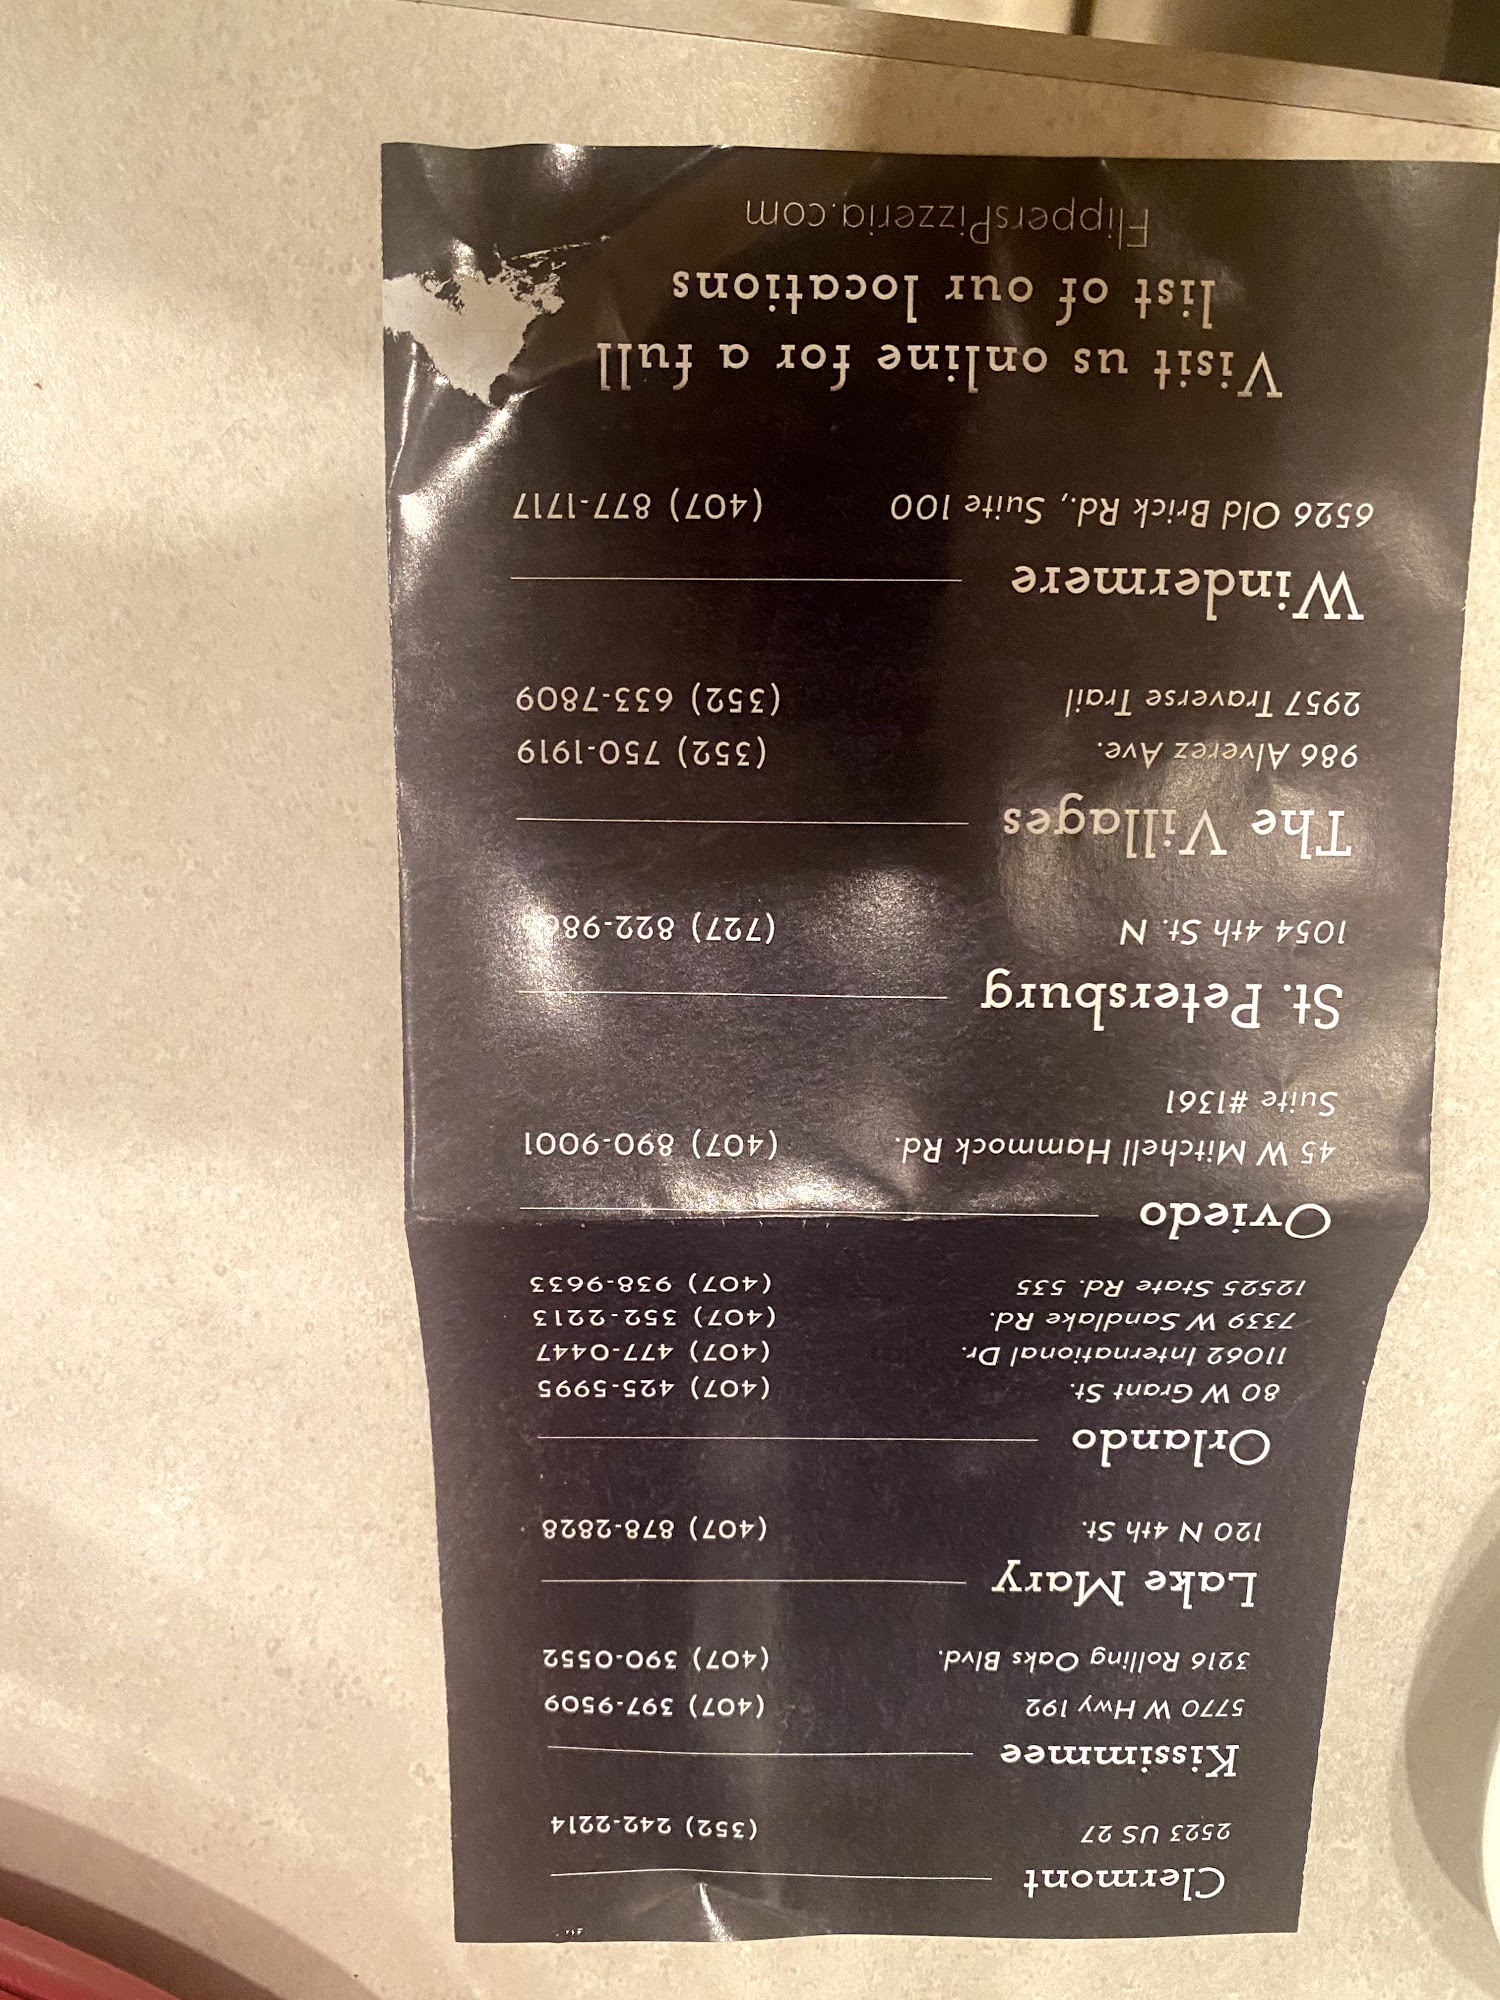 Clermont
2523 US 27 (352) 242-2214
Kissimmee
5770 W Hwy 192 (407) 397-9509
3216 Rolling Oaks Blvd. (407) 390-0552
Lake Mary
120 N 4th St. (407) 878-2828
Orlando
80 W Grant St. (407) 425-5995
11062 International Dr. (407) 477-0447
7339 W Sandlake Rd. (407) 352-2213
12525 State Rd. 535 (407) 938-9633
Oviedo
45 W Mitchell Hammock Rd. (407) 890-9001
Suite #1361
St. Petersburg
1054 4th St. N (727)
The Villages
986 Alverez Ave. (352) 750-1919
2957 Traverse Trail (352) 633-7809
Windermere
6526 Old Brick Rd., Suite 100 (407) 877-1717
Visit us online for a full
list of our locations
FlippersPizzeria.com